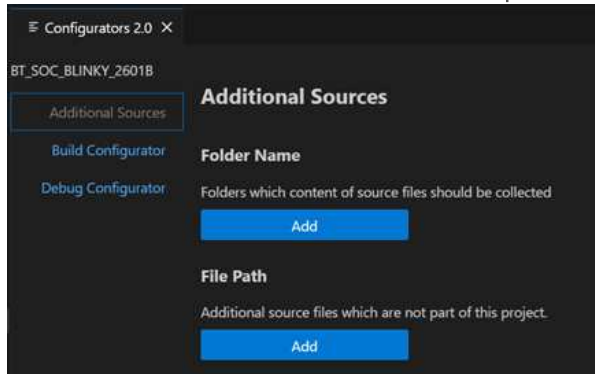 Configurators 2.0
BT_SOC_BLINKY_2601B
Additional Sources
Build Configurator
Debug Configurator
Additional Sources
Folder Name
Folders which content of source files should be collected
Add
File Path
Additional source files which are not part of this project.
Add